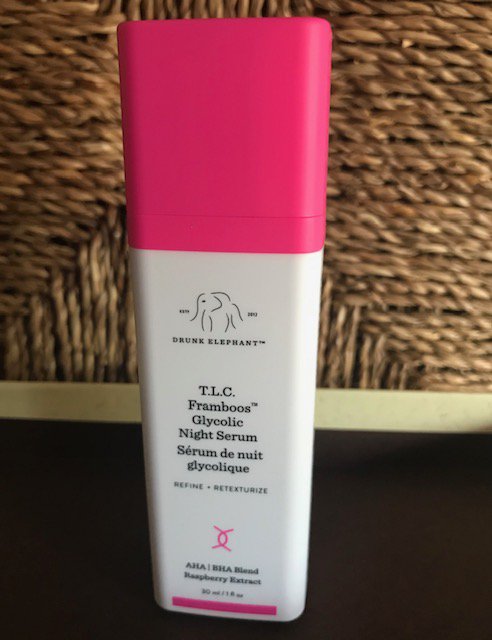 ESTD 2012
DRUNK ELEPHANT™
T.L.C.
Framboos™
Glycolic
Night Serum
Sérum de nuit
glycolique
REFINE + RETEXTURIZE
AHA | BHA Blend
Raspberry Extract
30 ml / 1 fl oz